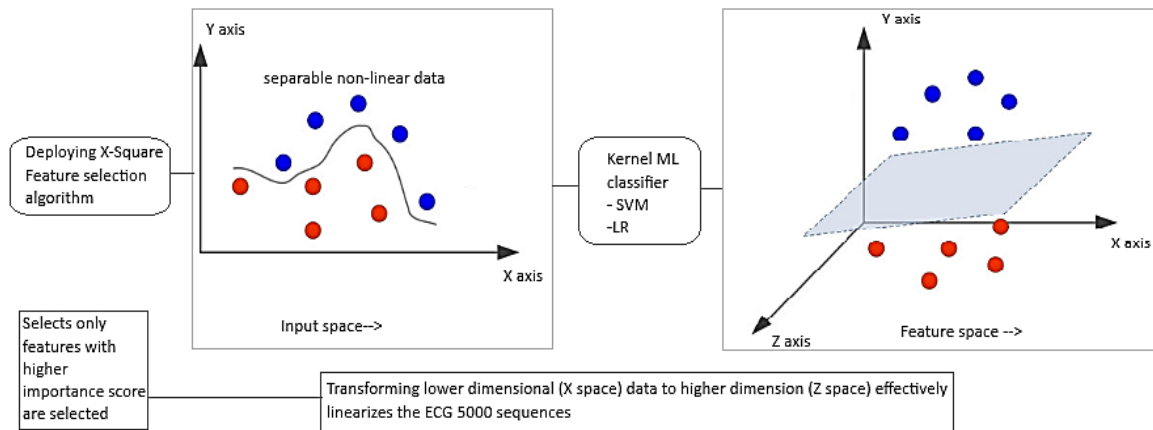 Deploying X-Square
Feature selection
algorithm
Y axis
separable non-linear data
X axis
Input space-->
Kernel ML
classifier
- SVM
-LR
Y axis
X axis
Z axis
Feature space -->
Selects only
features with
higher
importance score
are selected
Transforming lower dimensional (X space) data to higher dimension (Z space) effectively
linearizes the ECG 5000 sequences